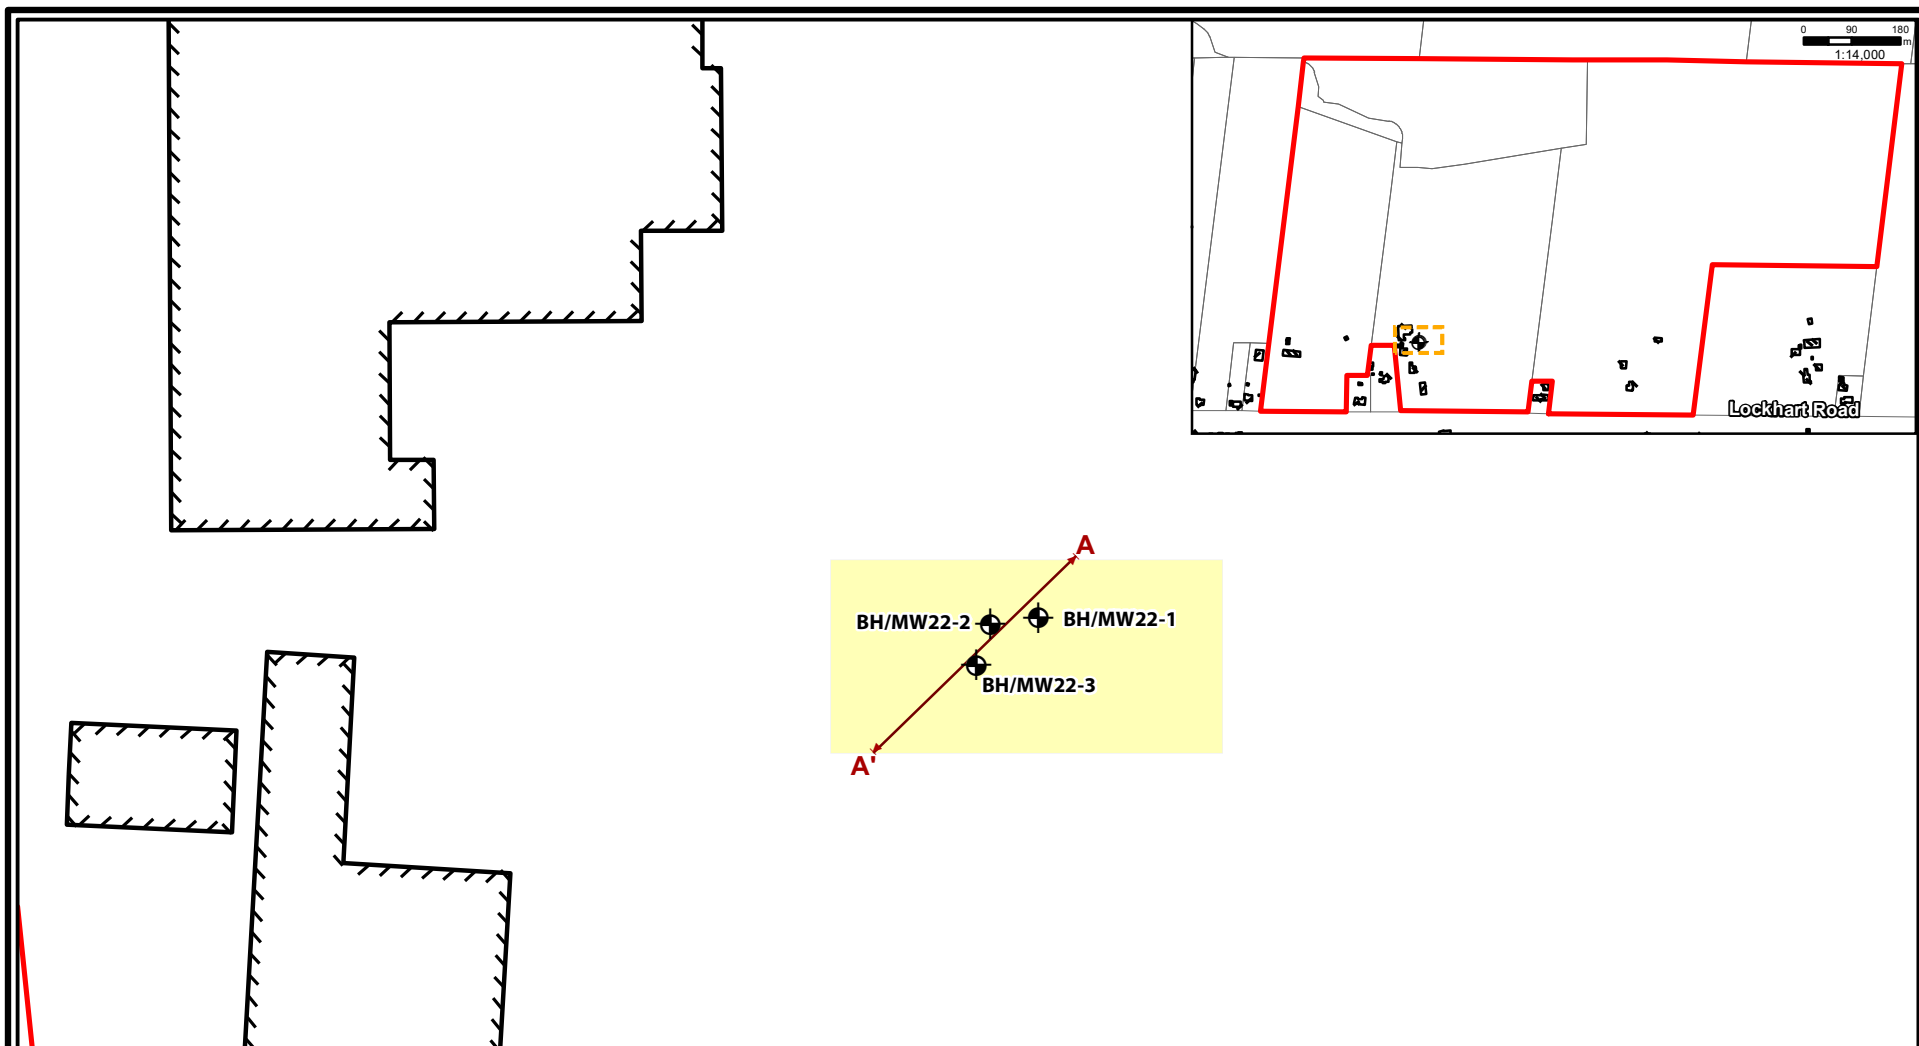 0 90 180
m
1:14,000
Lockhart Road
A
BH/MW22-2
BH/MW22-1
BH/MW22-3
A'